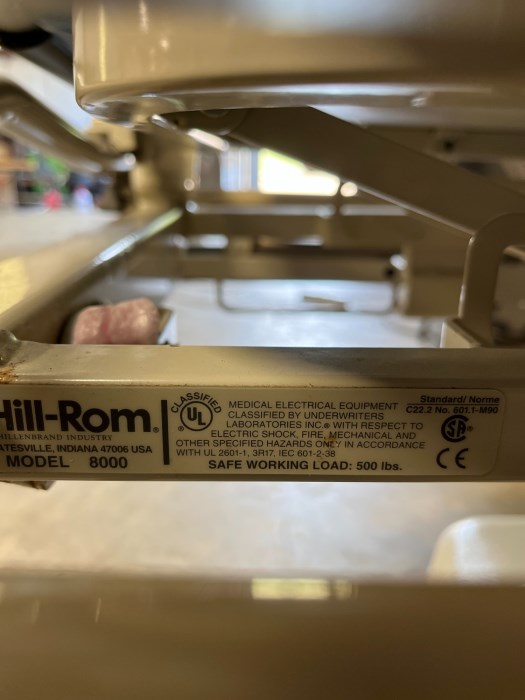 Hill-Rom®
HILLENBRAND INDUSTRY
ATESVILLE, INDIANA 47006 USA
MODEL 8000
CLASSIFIED
UL
®
MEDICAL ELECTRICAL EQUIPMENT
CLASSIFIED BY UNDERWRITERS
LABORATORIES INC.® WITH RESPECT TO
ELECTRIC SHOCK, FIRE, MECHANICAL AND
OTHER SPECIFIED HAZARDS ONLY IN ACCORDANCE
WITH UL 2601-1, 3R17, IEC 601-2-38
SAFE WORKING LOAD: 500 lbs.
Standard/ Norme
C22.2 No. 601.1-M90
SA
®
CE